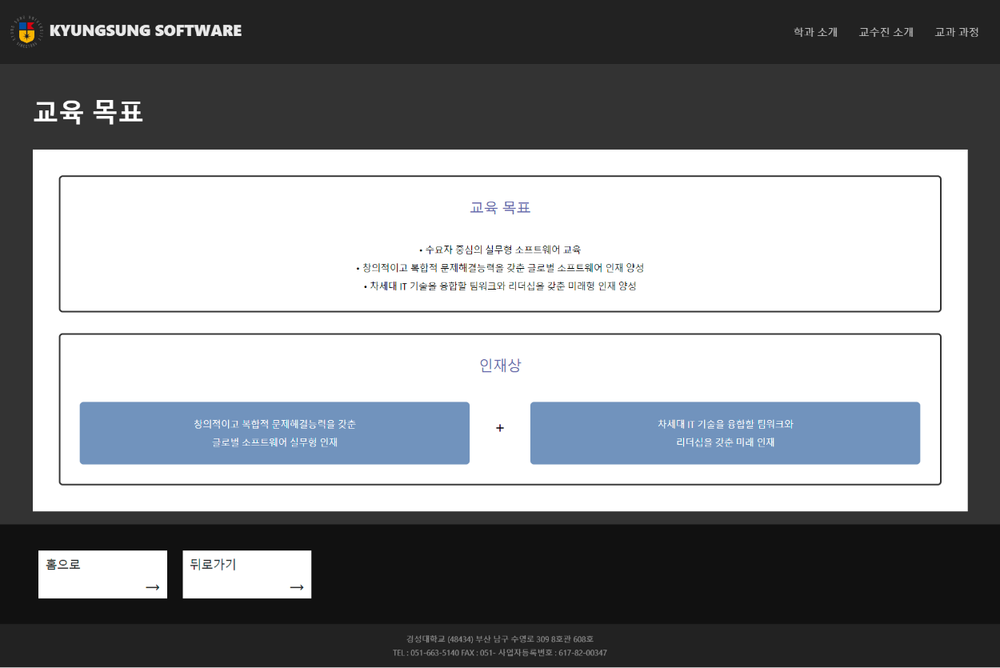 KYUNGSUNG SOFTWARE
학과 소개
교수진 소개
교과 과정
교육 목표
교육 목표
• 수요자 중심의 실무형 소프트웨어 교육
• 창의적이고 복합적 문제해결능력을 갖춘 글로벌 소프트웨어 인재 양성
• 차세대 IT 기술을 융합할 팀워크와 리더십을 갖춘 미래형 인재 양성
인재상
창의적이고 복합적 문제해결능력을 갖춘
글로벌 소프트웨어 실무형 인재
+
차세대 IT 기술을 융합할 팀워크와
리더십을 갖춘 미래 인재
홈으로
→
뒤로가기
→
경성대학교 (48434) 부산 남구 수영로 309 8호관 608호
TEL : 051-663-5140 FAX : 051- 사업자등록번호 : 617-82-00347